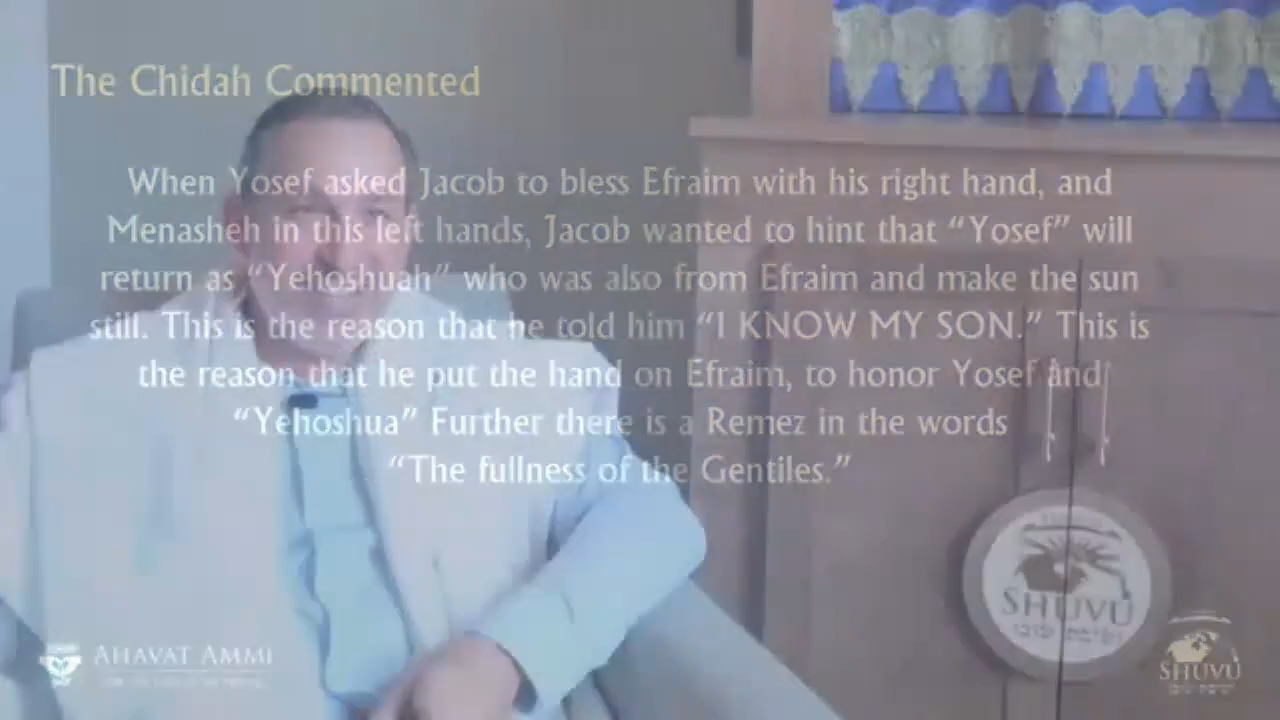 The Chidah Commented
When Yosef asked Jacob to bless Efraim with his right hand, and
Menasheh in this left hands, Jacob wanted to hint that “Yosef” will
return as “Yehoshuah” who was also from Efraim and make the sun
still. This is the reason that he told him “I KNOW MY SON.” This is
the reason that he put the hand on Efraim, to honor Yosef and
“Yehoshua” Further there is a Remez in the words
“The fullness of the Gentiles.”
SHUVU
AHAVAT AMMI
SHUVU